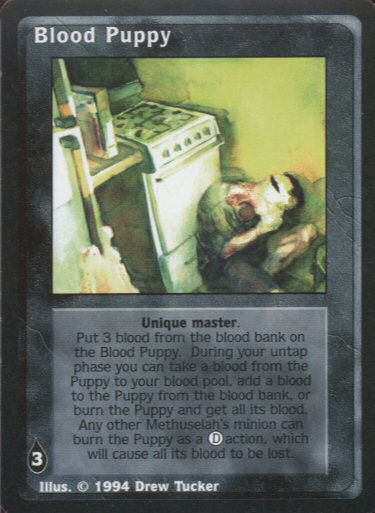 Blood Puppy
Unique master.
Put 3 blood from the blood bank on
the Blood Puppy. During your untap
phase you can take a blood from the
Puppy to your blood pool, add a blood
to the Puppy from the blood bank, or
burn the Puppy and get all its blood.
Any other Methuselah's minion can
burn the Puppy as a D action, which
will cause all its blood to be lost.
3
Illus. © 1994 Drew Tucker